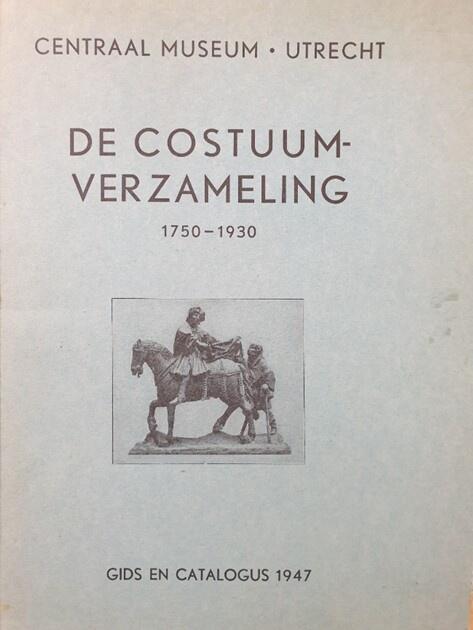 CENTRAAL MUSEUM • UTRECHT
DE COSTUUM-
VERZAMELING
1750-1930
GIDS EN CATALOGUS 1947